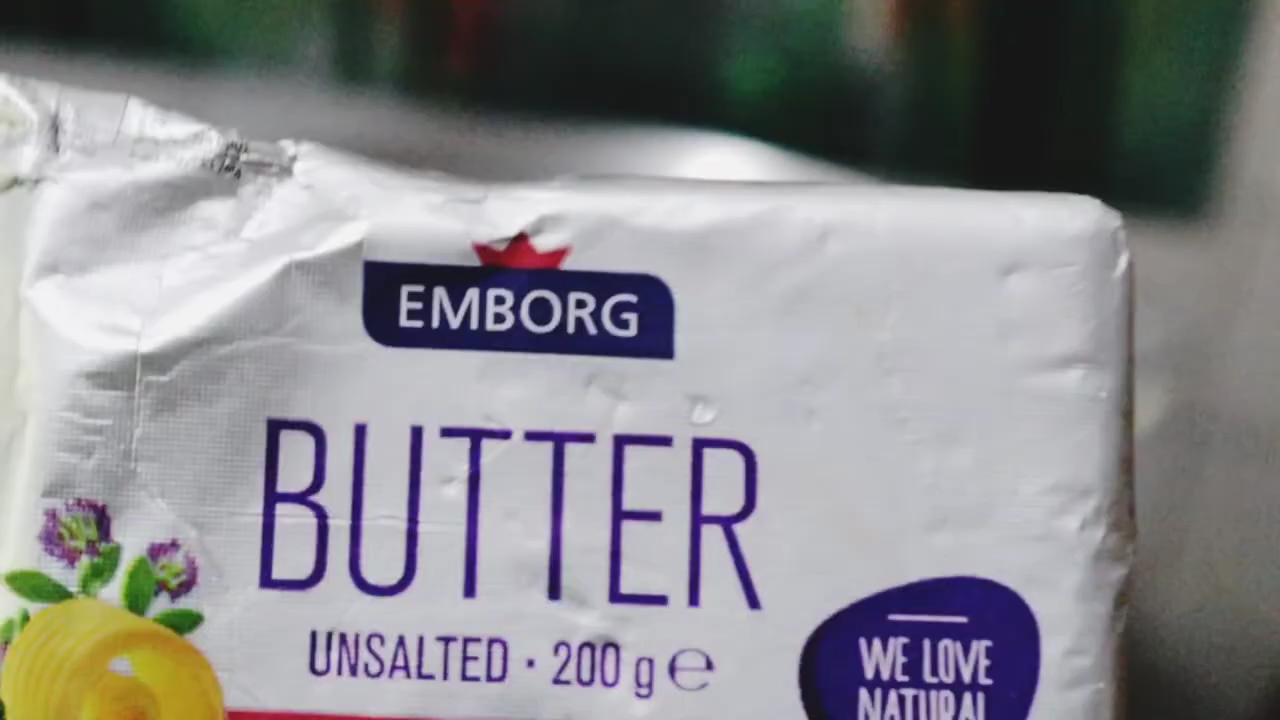 EMBORG
BUTTER
UNSALTED · 200 g ℮
WE LOVE
NATURAL